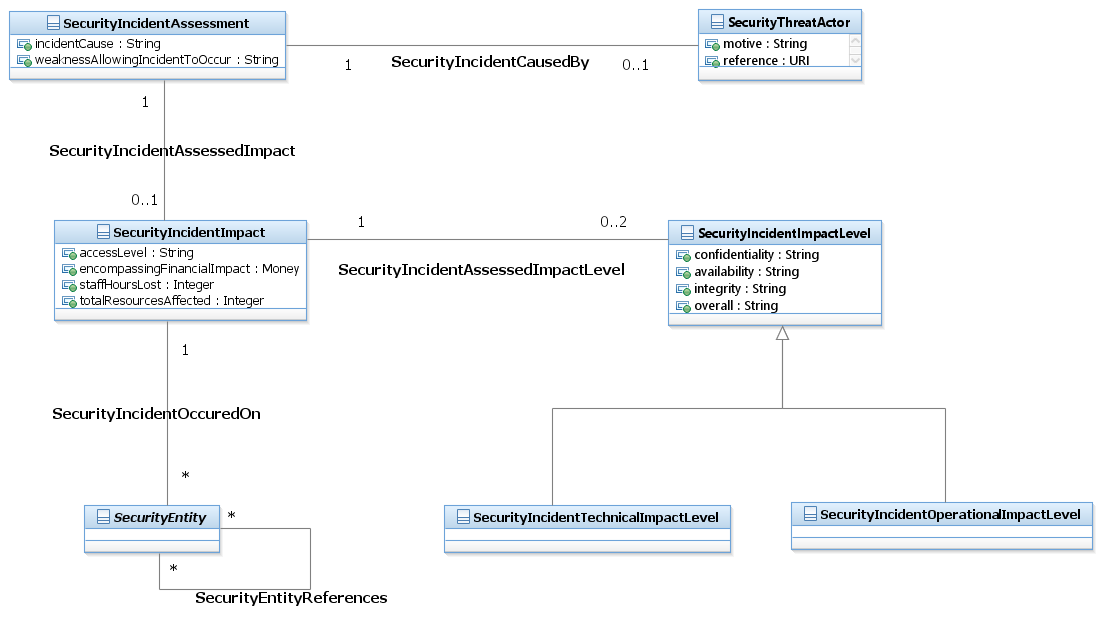 SecurityIncidentAssessment
incidentCause : String
weaknessAllowingIncidentToOccur : String
SecurityThreatActor
motive : String
reference : URI
1
SecurityIncidentCausedBy
0..1
1
SecurityIncidentAssessedImpact
0..1
SecurityIncidentImpact
accessLevel : String
encompassingFinancialImpact : Money
staffHoursLost : Integer
totalResourcesAffected : Integer
1
0..2
SecurityIncidentAssessedImpactLevel
SecurityIncidentImpactLevel
confidentiality : String
availability : String
integrity : String
overall : String
1
SecurityIncidentOccuredOn
*
SecurityEntity
*
*
SecurityEntityReferences
SecurityIncidentTechnicalImpactLevel
SecurityIncidentOperationalImpactLevel